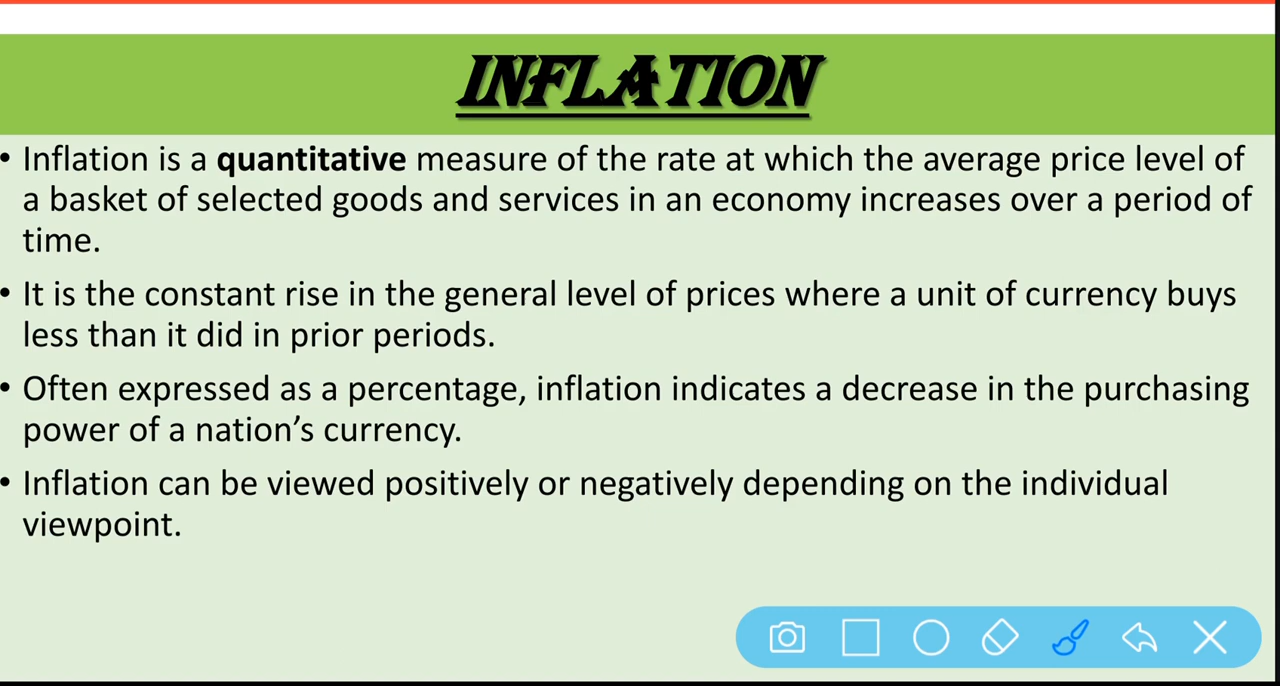 INFLATION
• Inflation is a quantitative measure of the rate at which the average price level of
a basket of selected goods and services in an economy increases over a period of
time.
• It is the constant rise in the general level of prices where a unit of currency buys
less than it did in prior periods.
• Often expressed as a percentage, inflation indicates a decrease in the purchasing
power of a nation’s currency.
• Inflation can be viewed positively or negatively depending on the individual
viewpoint.